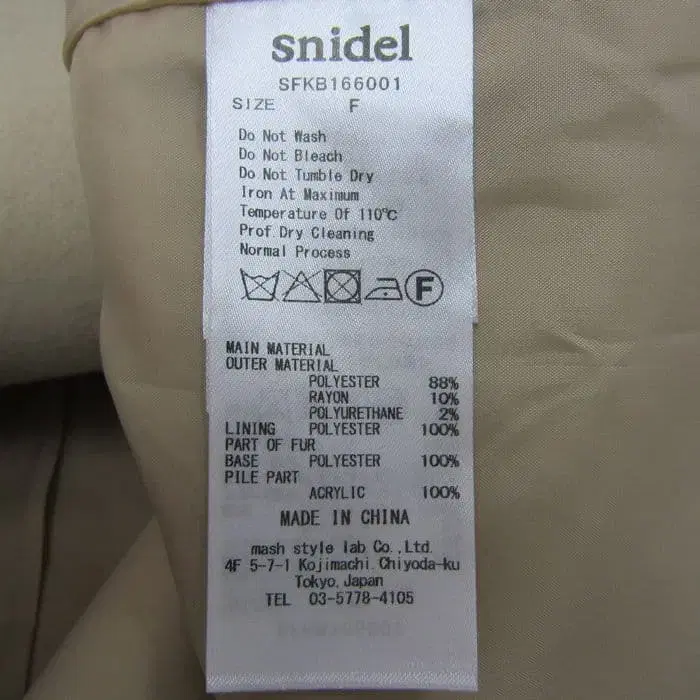 snidel
SFKB166001
SIZE F
Do Not Wash
Do Not Bleach
Do Not Tumble Dry
Iron At Maximum
Temperature Of 110℃
Prof.Dry Cleaning
Normal Process
F
MAIN MATERIAL
OUTER MATERIAL
POLYESTER 88%
RAYON 10%
POLYURETHANE 2%
LINING POLYESTER 100%
PART OF FUR
BASE POLYESTER 100%
PILE PART
ACRYLIC 100%
MADE IN CHINA
mash style lab Co.,Ltd.
4F 5-7-1 Kojimachi.Chiyoda-ku
Tokyo,Japan
TEL 03-5778-4105